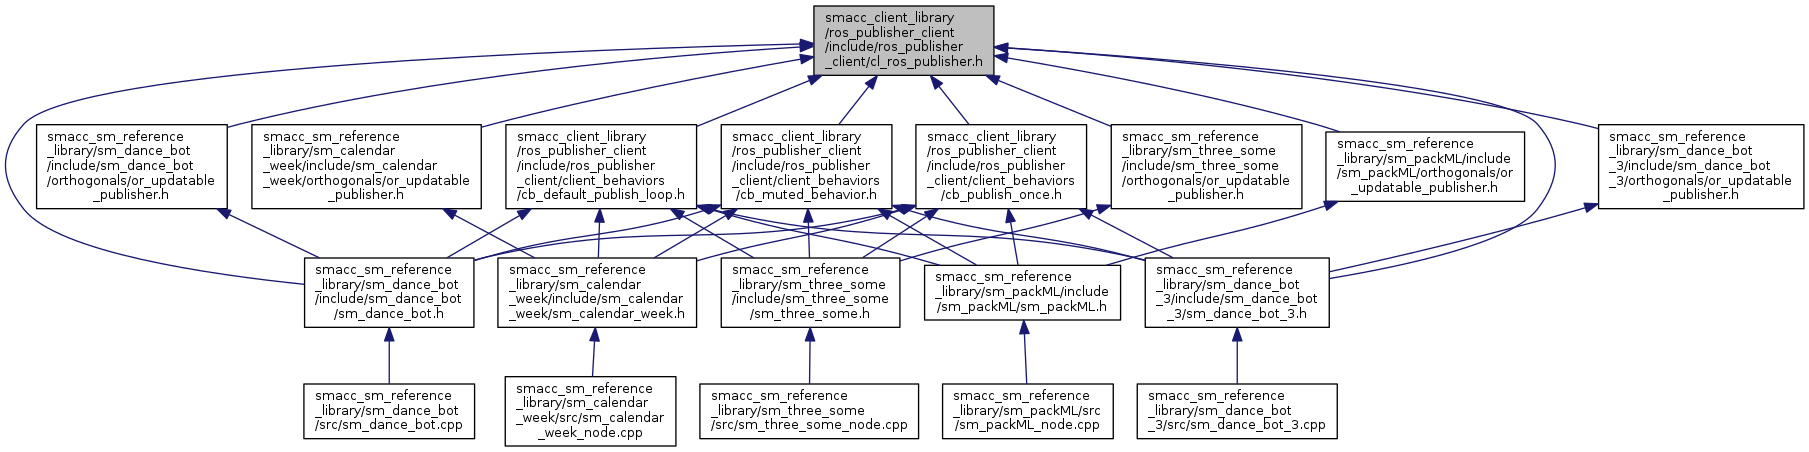 smacc_client_library
/ros_publisher_client
/include/ros_publisher
_client/cl_ros_publisher.h
smacc_sm_reference
_library/sm_dance_bot
/include/sm_dance_bot
/orthogonals/or_updatable
_publisher.h
smacc_sm_reference
_library/sm_calendar
_week/include/sm_calendar
_week/orthogonals/or_updatable
_publisher.h
smacc_client_library
/ros_publisher_client
/include/ros_publisher
_client/client_behaviors
/cb_default_publish_loop.h
smacc_client_library
/ros_publisher_client
/include/ros_publisher
_client/client_behaviors
/cb_muted_behavior.h
smacc_client_library
/ros_publisher_client
/include/ros_publisher
_client/client_behaviors
/cb_publish_once.h
smacc_sm_reference
_library/sm_three_some
/include/sm_three_some
/orthogonals/or_updatable
_publisher.h
smacc_sm_reference
_library/sm_packML/include
/sm_packML/orthogonals/or
_updatable_publisher.h
smacc_sm_reference
_library/sm_dance_bot
_3/include/sm_dance_bot
_3/orthogonals/or_updatable
_publisher.h
smacc_sm_reference
_library/sm_dance_bot
/include/sm_dance_bot
/sm_dance_bot.h
smacc_sm_reference
_library/sm_calendar
_week/include/sm_calendar
_week/sm_calendar_week.h
smacc_sm_reference
_library/sm_three_some
/include/sm_three_some
/sm_three_some.h
smacc_sm_reference
_library/sm_packML/include
/sm_packML/sm_packML.h
smacc_sm_reference
_library/sm_dance_bot
_3/include/sm_dance_bot
_3/sm_dance_bot_3.h
smacc_sm_reference
_library/sm_dance_bot
/src/sm_dance_bot.cpp
smacc_sm_reference
_library/sm_calendar
_week/src/sm_calendar
_week_node.cpp
smacc_sm_reference
_library/sm_three_some
/src/sm_three_some_node.cpp
smacc_sm_reference
_library/sm_packML/src
/sm_packML_node.cpp
smacc_sm_reference
_library/sm_dance_bot
_3/src/sm_dance_bot_3.cpp